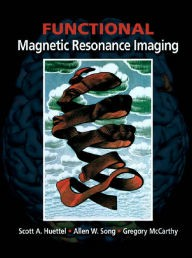 FUNCTIONAL
Magnetic Resonance Imaging
Scott A. Huettel • Allen W. Song • Gregory McCarthy